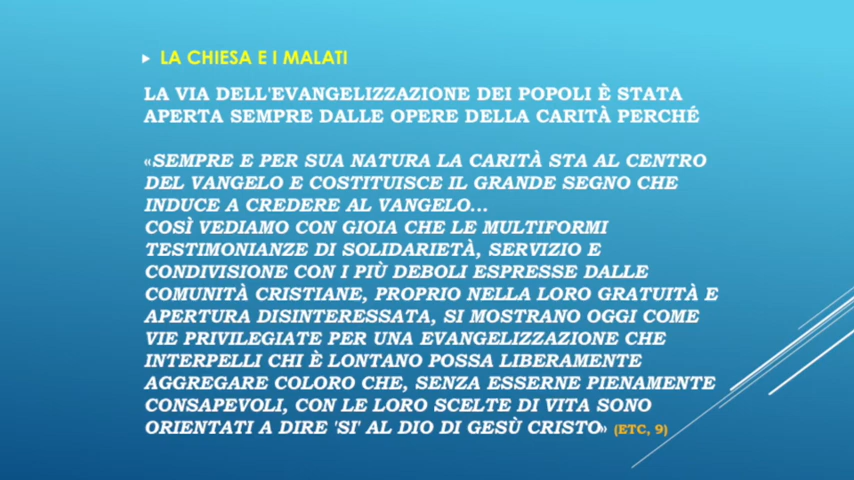 LA CHIESA E I MALATI
LA VIA DELL'EVANGELIZZAZIONE DEI POPOLI È STATA
APERTA SEMPRE DALLE OPERE DELLA CARITÀ PERCHÉ
«SEMPRE E PER SUA NATURA LA CARITÀ STA AL CENTRO
DEL VANGELO E COSTITUISCE IL GRANDE SEGNO CHE
INDUCE A CREDERE AL VANGELO...
COSÌ VEDIAMO CON GIOIA CHE LE MULTIFORMI
TESTIMONIANZE DI SOLIDARIETÀ, SERVIZIO E
CONDIVISIONE CON I PIÙ DEBOLI ESPRESSE DALLE
COMUNITÀ CRISTIANE, PROPRIO NELLA LORO GRATUITÀ E
APERTURA DISINTERESSATA, SI MOSTRANO OGGI COME
VIE PRIVILEGIATE PER UNA EVANGELIZZAZIONE CHE
INTERPELLI CHI È LONTANO POSSA LIBERAMENTE
AGGREGARE COLORO CHE, SENZA ESSERNE PIENAMENTE
CONSAPEVOLI, CON LE LORO SCELTE DI VITA SONO
ORIENTATI A DIRE 'SI' AL DIO DI GESÙ CRISTO» (ETC, 9)